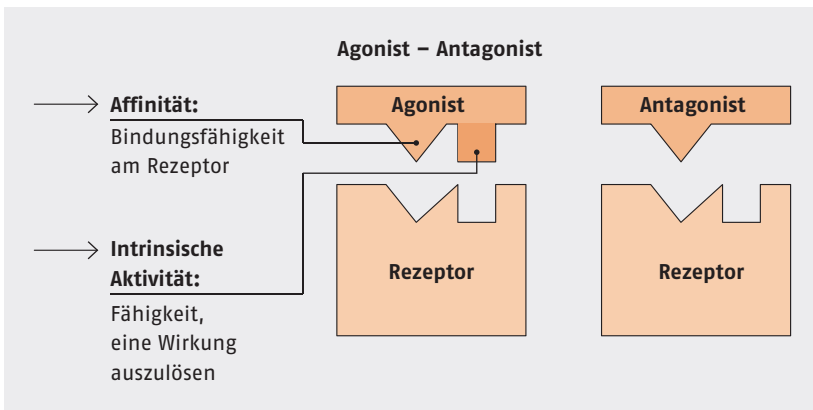 Agonist – Antagonist
Affinität:
Bindungsfähigkeit
am Rezeptor
Intrinsische
Aktivität:
Fähigkeit,
eine Wirkung
auszulösen
Agonist
Rezeptor
Antagonist
Rezeptor